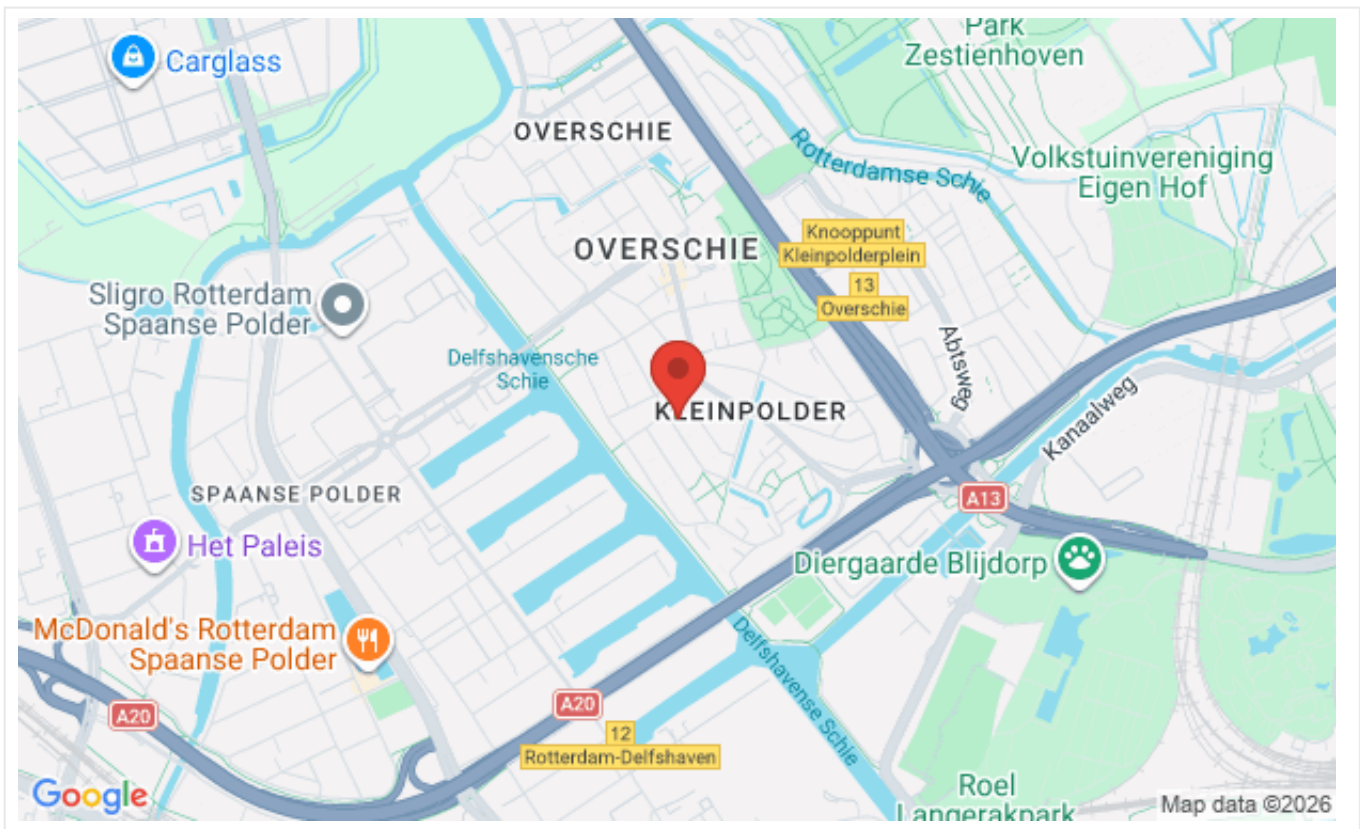 Park
Zestienhoven
Carglass
OVERSCHIE
Rotterdamse Schie
Volkstuinvereniging
Eigen Hof
Knooppunt
Kleinpolderplein
OVERSCHIE
13
Overschie
Sligro Rotterdam
Spaanse Polder
Abtsweg
Delfshavensche
Schie
KLEINPOLDER
Kanaalweg
SPAANSE POLDER
A13
Het Paleis
Diergaarde Blijdorp
McDonald's Rotterdam
Spaanse Polder
Delfshavense Schie
A20
A20
12
Rotterdam-Delfshaven
Roel
Langerakpark
Google
Map data ©2026